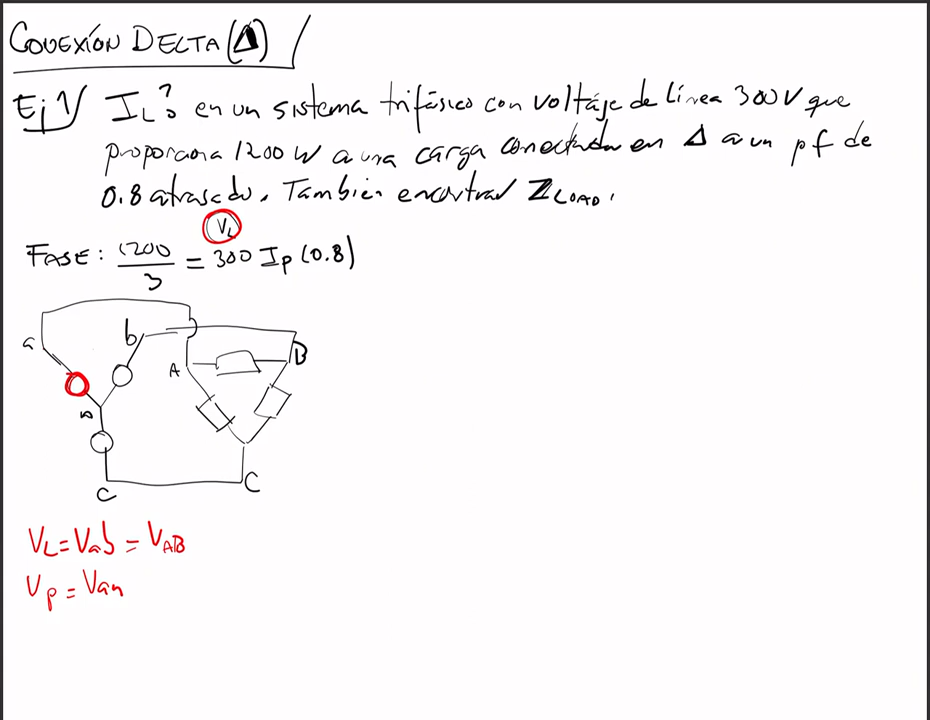 CONEXIÓN DELTA (Δ)
Ej 1/ IL? en un sistema trifásico con voltaje de línea 300V que
proporciona 1200 W a una carga conectada en Δ a un pf de
0.8 atrasado. También encontrar ZLOAD.
VL
FASE: 1200/3 = 300 Ip (0.8)
a
b
A
B
n
C
C
VL = Vab = VAB
Vp = Van